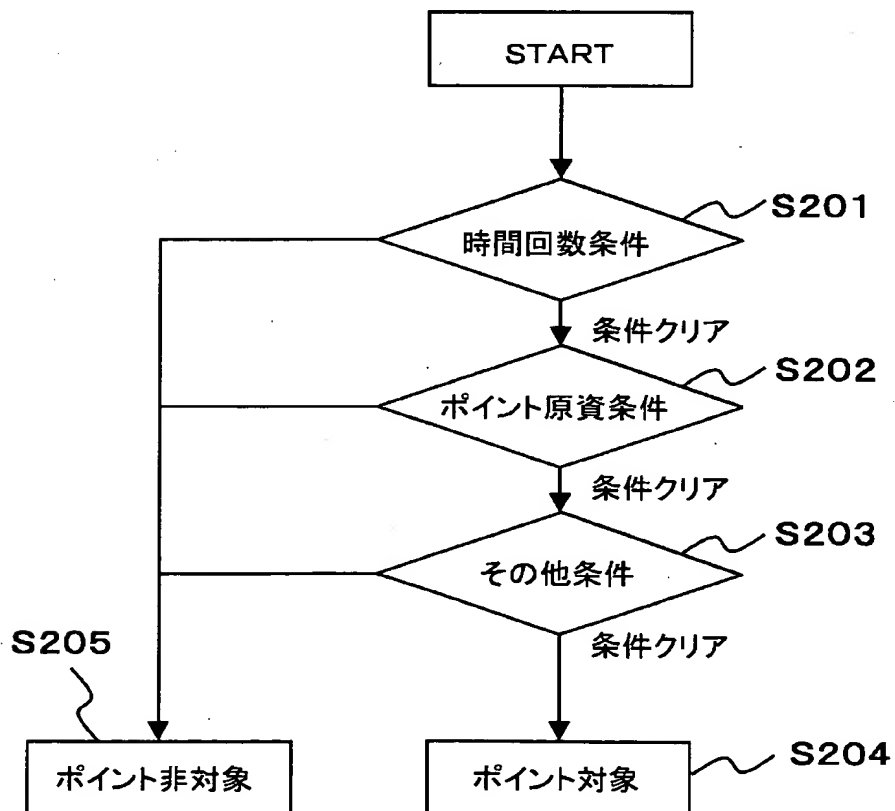 START
S201
時間回数条件
条件クリア
S202
ポイント原資条件
条件クリア
S203
その他条件
条件クリア
S205
ポイント非対象
ポイント対象
S204